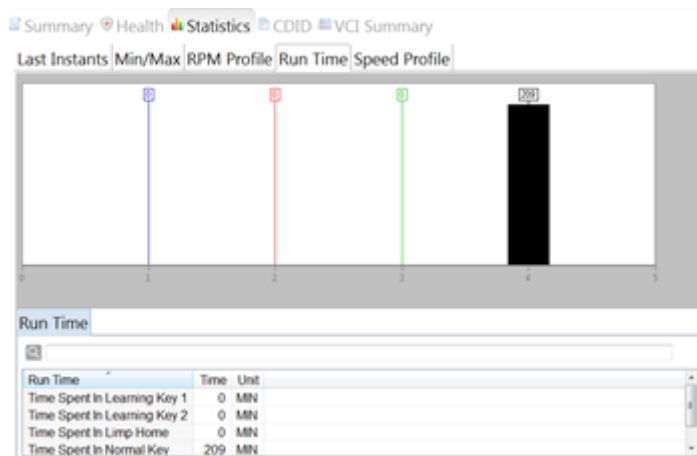 Summary Health Statistics CDID VCI Summary
Last Instants Min/Max RPM Profile Run Time Speed Profile
0 0 0 209
0 1 2 3 4 5
Run Time
Run Time Time Unit
Time Spent In Learning Key 1 0 MIN
Time Spent In Learning Key 2 0 MIN
Time Spent In Limp Home 0 MIN
Time Spent In Normal Key 209 MIN